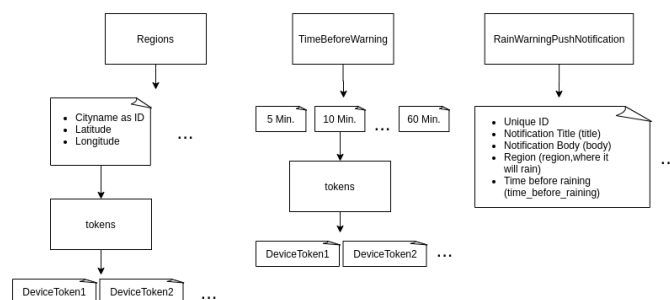 Regions
TimeBeforeWarning
RainWarningPushNotification
Cityname as ID
Latitude
Longitude
...
5 Min.
10 Min.
...
60 Min.
Unique ID
Notification Title (title)
Notification Body (body)
Region (region,where it
will rain)
Time before raining
(time_before_raining)
...
tokens
tokens
DeviceToken1
DeviceToken2
...
DeviceToken1
DeviceToken2
...